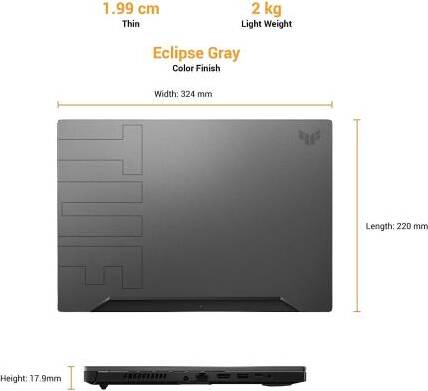 1.99 cm
Thin
2 kg
Light Weight
Eclipse Gray
Color Finish
Width: 324 mm
TUF
Length: 220 mm
Height: 17.9mm